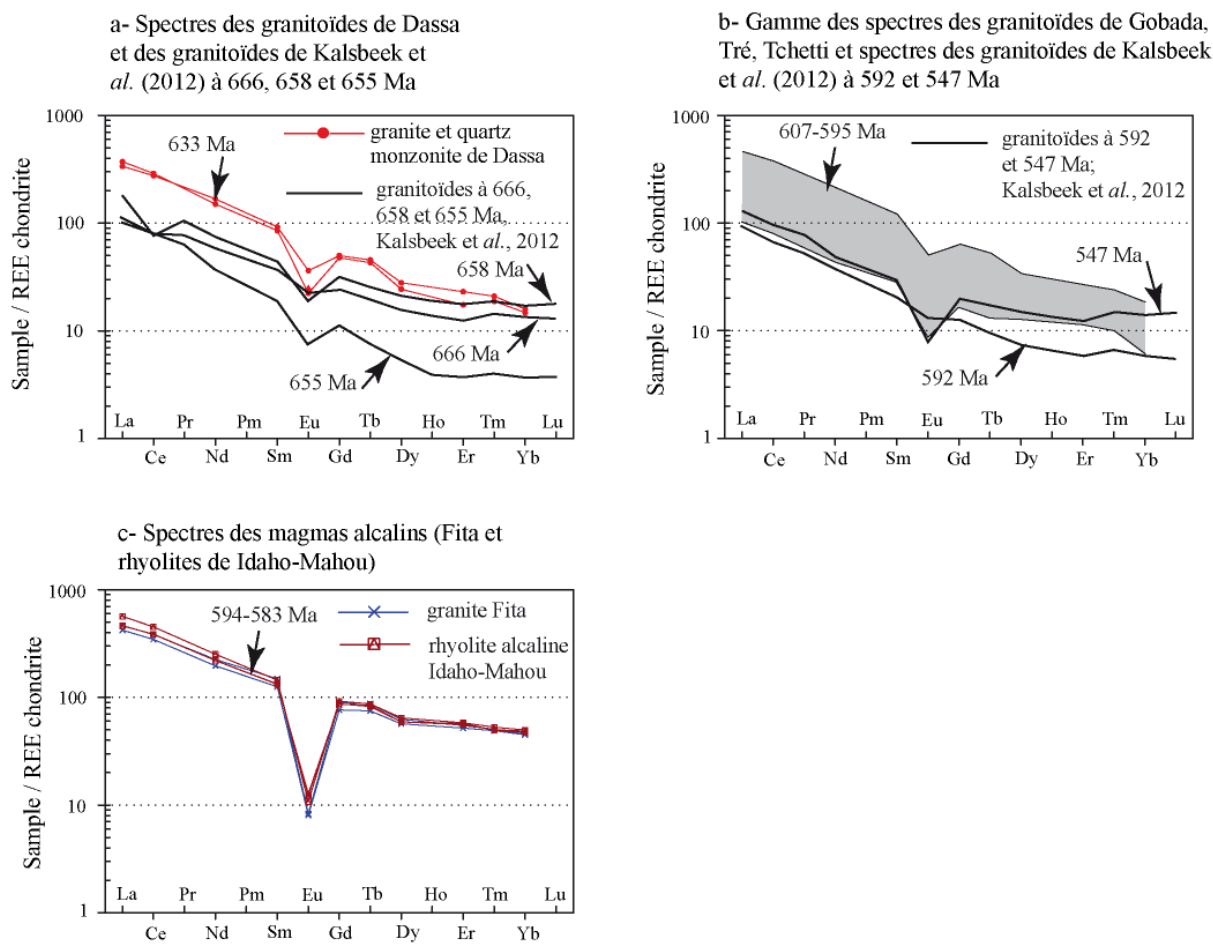 a- Spectres des granitoïdes de Dassa
et des granitoïdes de Kalsbeek et
al. (2012) à 666, 658 et 655 Ma
Sample / REE chondrite
1000
100
10
1
633 Ma
granite et quartz
monzonite de Dassa
granitoïdes à 666,
658 et 655 Ma,
Kalsbeek et al., 2012
658 Ma
666 Ma
655 Ma
La Pr Pm Eu Tb Ho Tm Lu
Ce Nd Sm Gd Dy Er Yb
b- Gamme des spectres des granitoïdes de Gobada,
Tré, Tchetti et spectres des granitoïdes de Kalsbeek
et al. (2012) à 592 et 547 Ma
Sample / REE chondrite
1000
100
10
1
607-595 Ma
granitoïdes à 592
et 547 Ma;
Kalsbeek et al., 2012
547 Ma
592 Ma
La Pr Pm Eu Tb Ho Tm Lu
Ce Nd Sm Gd Dy Er Yb
c- Spectres des magmas alcalins (Fita et
rhyolites de Idaho-Mahou)
Sample / REE chondrite
1000
100
10
1
594-583 Ma
granite Fita
rhyolite alcaline
Idaho-Mahou
La Pr Pm Eu Tb Ho Tm Lu
Ce Nd Sm Gd Dy Er Yb